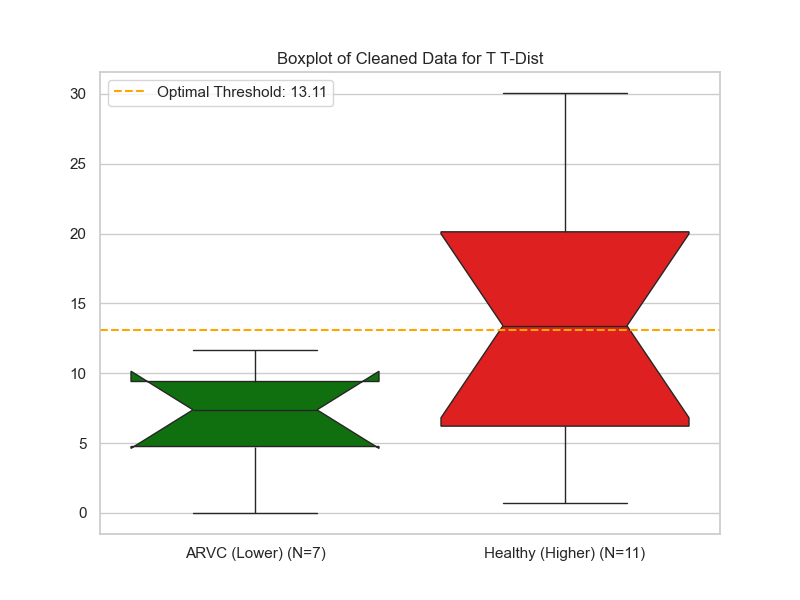 Boxplot of Cleaned Data for T T-Dist
Optimal Threshold: 13.11
30
25
20
15
10
5
0
ARVC (Lower) (N=7)
Healthy (Higher) (N=11)